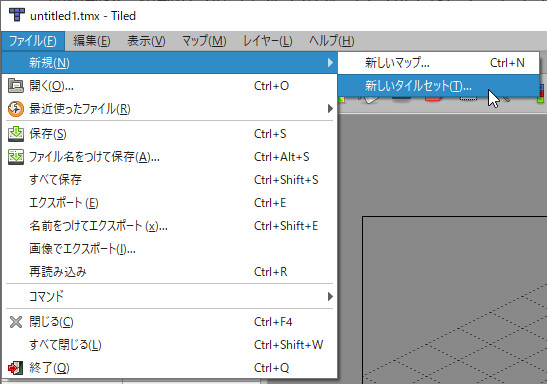 untitled1.tmx - Tiled
ファイル(F) 編集(E) 表示(V) マップ(M) レイヤー(L) ヘルプ(H)
新規(N)
新しいマップ... Ctrl+N
新しいタイルセット(T)...
開く(O)... Ctrl+O
最近使ったファイル(R)
保存(S) Ctrl+S
ファイル名をつけて保存(A)... Ctrl+Alt+S
すべて保存 Ctrl+Shift+S
エクスポート (E) Ctrl+E
名前をつけてエクスポート (x)... Ctrl+Shift+E
画像でエクスポート(I)...
再読み込み Ctrl+R
コマンド
閉じる(C) Ctrl+F4
すべて閉じる(L) Ctrl+Shift+W
終了(Q) Ctrl+Q